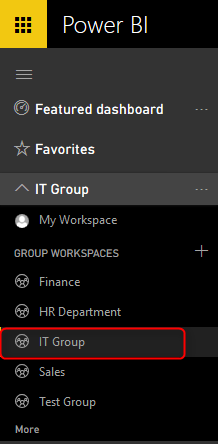 Power BI
Featured dashboard
Favorites
IT Group
My Workspace
GROUP WORKSPACES
Finance
HR Department
IT Group
Sales
Test Group
More